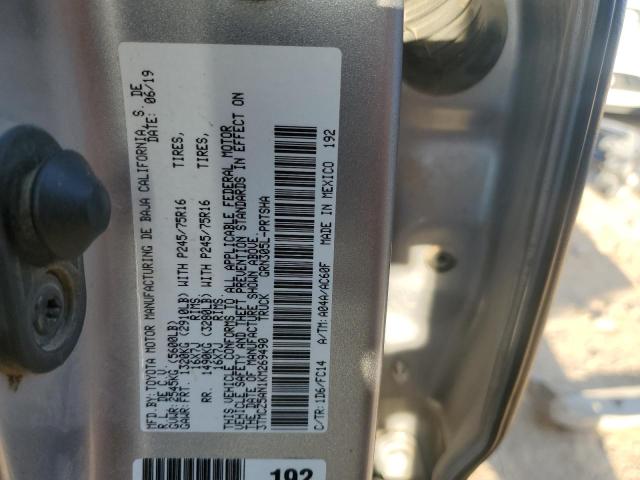 MFD.BY: TOYOTA MOTOR MANUFACTURING DE BAJA CALIFORNIA, S. DE
R. L. DE C.V. DATE: 06/19
GVWR: 2545KG (5600LB)
GAWR: FRT. 1320KG (2910LB) WITH P245/75R16 TIRES,
16X7J RIMS,
RR. 1490KG (3280LB) WITH P245/75R16 TIRES,
16X7J RIMS,
THIS VEHICLE CONFORMS TO ALL APPLICABLE FEDERAL MOTOR
VEHICLE SAFETY AND THEFT PREVENTION STANDARDS IN EFFECT ON
THE DATE OF MANUFACTURE SHOWN ABOVE.
3TMCZ5AN1KM269490 TRUCK GRN305L-PRTSHA
C/TR: 1D6/FC14 A/TM: A04A/AC60F MADE IN MEXICO 192
192